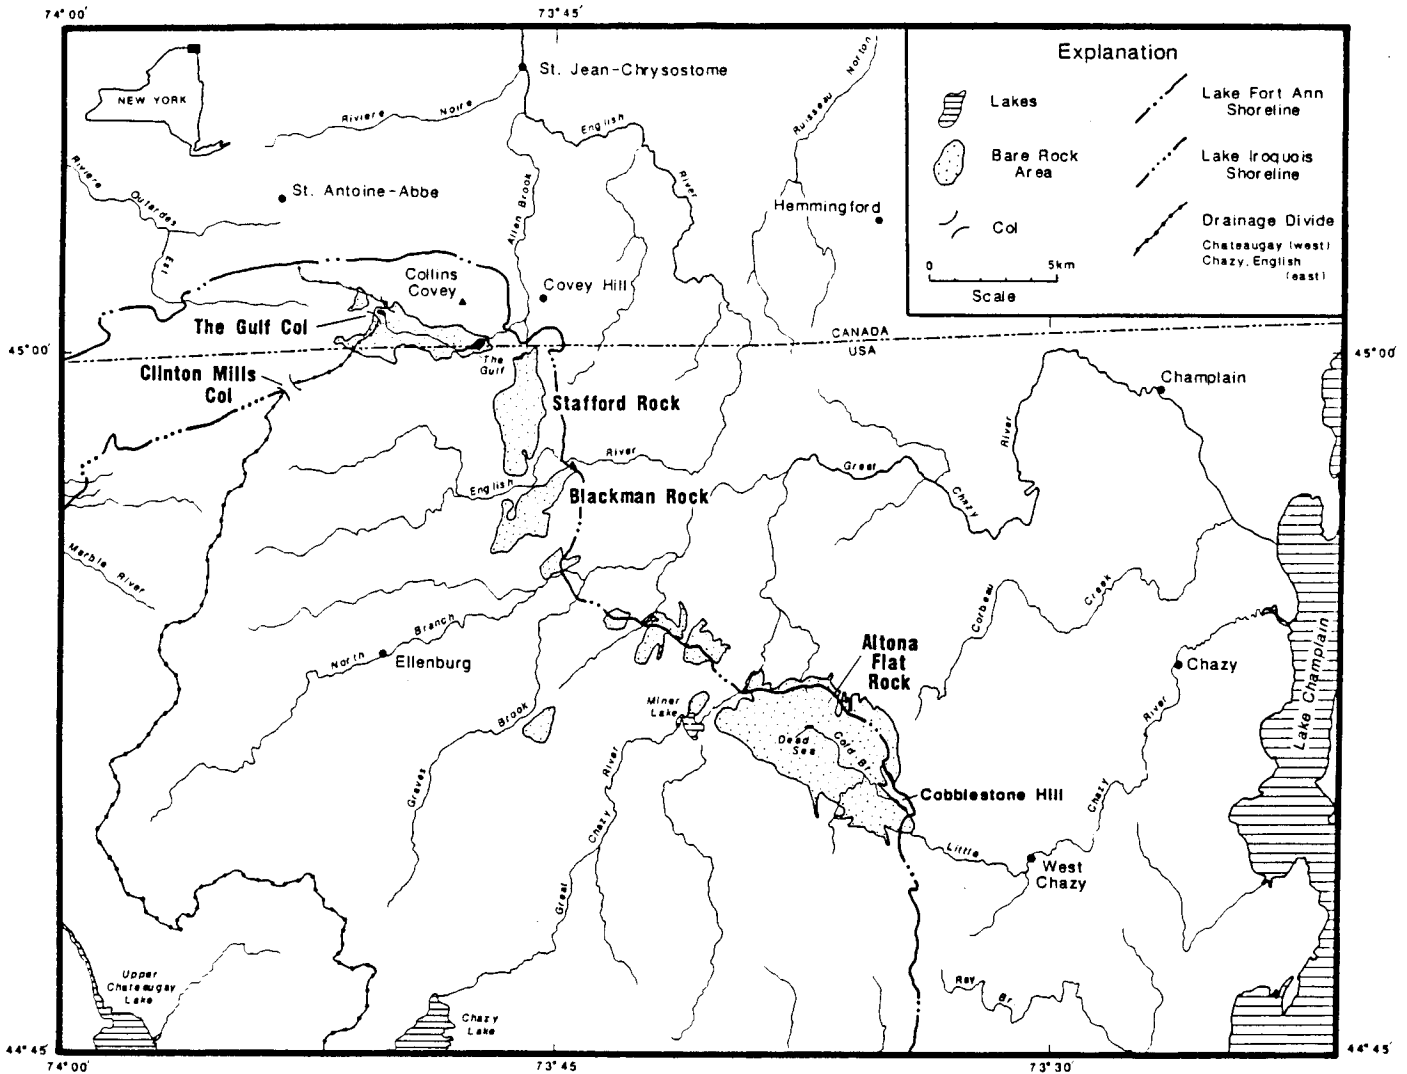 74° 00'
73° 45'
NEW YORK
St. Jean-Chrysostome
Riviere Noire
English
River
Ruisseau Norton
Riviere
Outardes
Est
St. Antoine-Abbe
Allen Brook
Hemmingford
Explanation
Lakes
Bare Rock
Area
Col
0 5km
Scale
Lake Fort Ann
Shoreline
Lake Iroquois
Shoreline
Drainage Divide
Chateaugay (west)
Chazy, English
(east)
Collins
Covey
Covey Hill
The Gulf Col
CANADA
USA
45° 00'
45° 00'
The
Gulf
Clinton Mills
Col
Champlain
Stafford Rock
River
English
River
Great
Chazy
Blackman Rock
Marble River
Corbeau
Creek
North
Branch
Ellenburg
Altona
Flat
Rock
Chazy
Lake Champlain
Miner
Lake
Brook
Graves
Dead
Sea
Cold Br.
Cobblestone Hill
River
Chazy
Great
River
Chazy
Little
West
Chazy
Upper
Chateaugay
Lake
Chazy
Lake
Ray
Br.
44° 45'
44° 45'
74° 00'
73° 45'
73° 30'